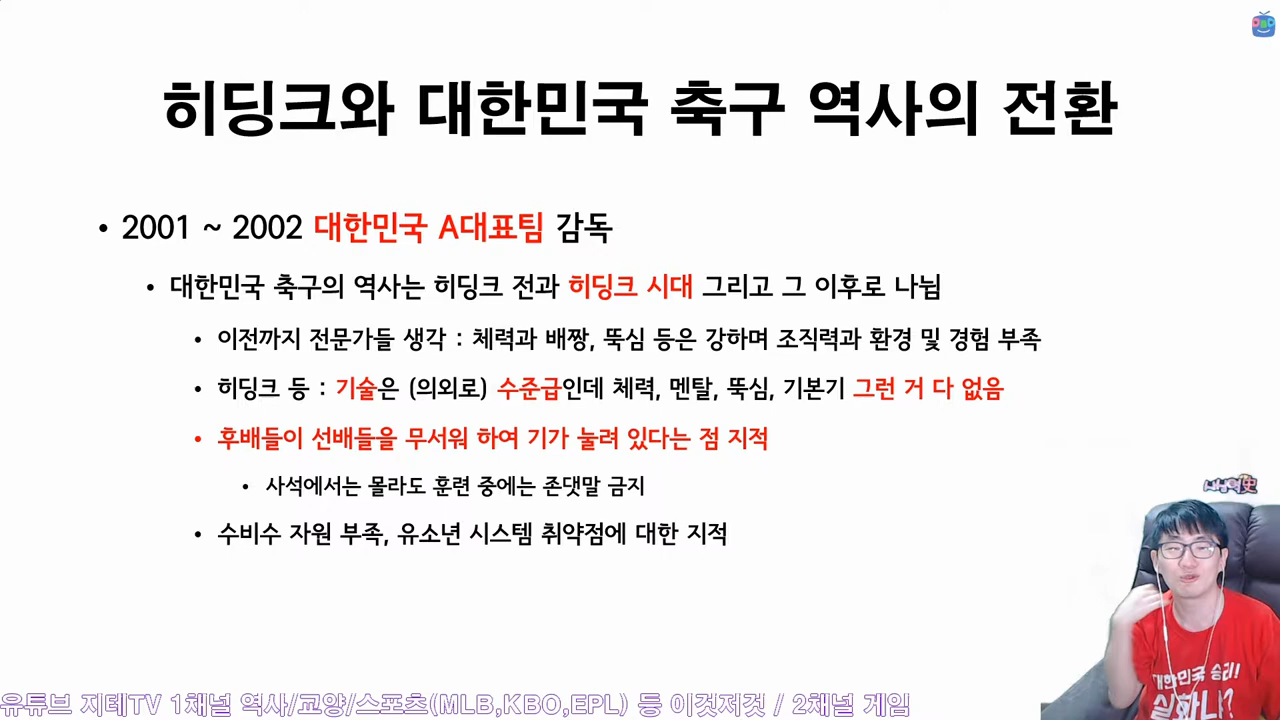 히딩크와 대한민국 축구 역사의 전환
• 2001 ~ 2002 대한민국 A대표팀 감독
• 대한민국 축구의 역사는 히딩크 전과 히딩크 시대 그리고 그 이후로 나뉨
• 이전까지 전문가들 생각 : 체력과 배짱, 뚝심 등은 강하며 조직력과 환경 및 경험 부족
• 히딩크 등 : 기술은 (의외로) 수준급인데 체력, 멘탈, 뚝심, 기본기 그런 거 다 없음
• 후배들이 선배들을 무서워 하여 기가 눌려 있다는 점 지적
• 사석에서는 몰라도 훈련 중에는 존댓말 금지
• 수비수 자원 부족, 유소년 시스템 취약점에 대한 지적
대한민국 승리!
실화냐?
유튜브 지테TV 1채널 역사/교양/스포츠(MLB,KBO,EPL) 등 이것저것 / 2채널 게임